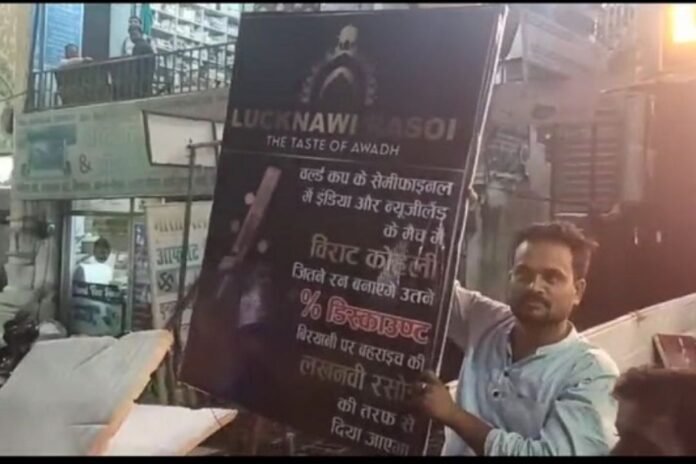 LUCKNAWI RASOI
THE TASTE OF AWADH
वर्ल्ड कप के सेमीफाइनल
में इंडिया और न्यूजीलैंड
के मैच में,
विराट कोहली
जितने रन बनाएंगे उतने
% डिस्काउण्ट
बिरयानी पर बहराइच की
लखनवी रसोई
की तरफ से
दिया जाएगा
&